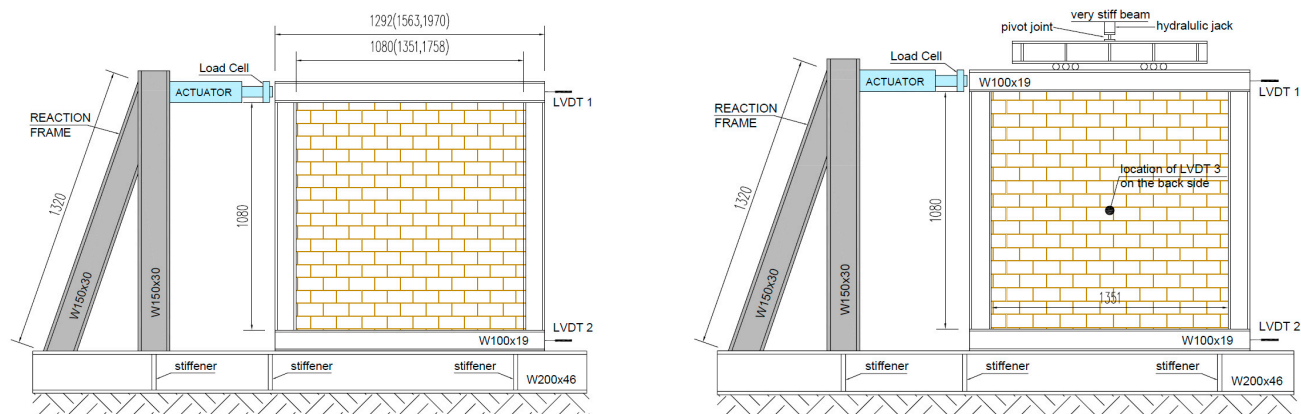 1292(1563,1970)
1080(1351,1758)
Load Cell
ACTUATOR
LVDT 1
REACTION
FRAME
1320
1080
W150x30
W150x30
LVDT 2
W100x19
stiffener
stiffener
stiffener
W200x46
very stiff beam
pivot joint
hydralulic jack
Load Cell
ACTUATOR
W100x19
LVDT 1
REACTION
FRAME
location of LVDT 3
on the back side
1320
1080
W150x30
W150x30
1351
LVDT 2
W100x19
stiffener
stiffener
stiffener
W200x46